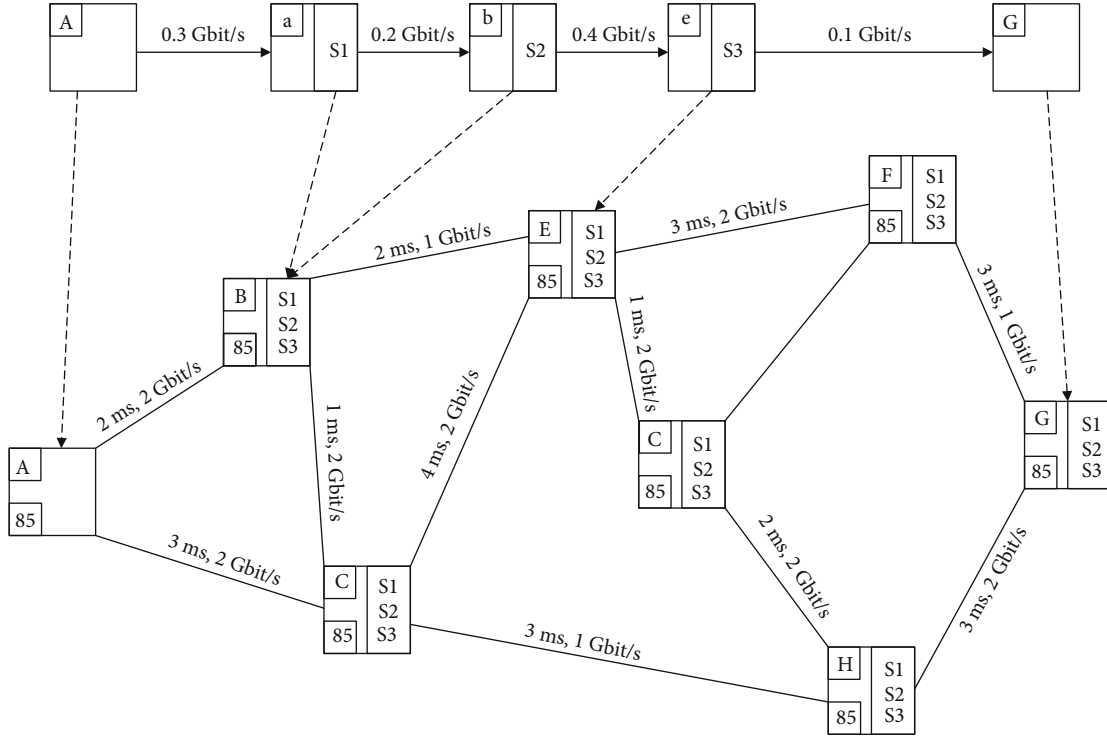 A
0.3 Gbit/s
a
S1
0.2 Gbit/s
b
S2
0.4 Gbit/s
e
S3
0.1 Gbit/s
G
F
S1
S2
S3
85
E
S1
S2
S3
85
3 ms, 2 Gbit/s
2 ms, 1 Gbit/s
B
S1
S2
S3
85
3 ms, 1 Gbit/s
1 ms, 2 Gbit/s
2 ms, 2 Gbit/s
1 ms, 2 Gbit/s
4 ms, 2 Gbit/s
C
S1
S2
S3
85
G
S1
S2
S3
85
A
85
3 ms, 2 Gbit/s
2 ms, 2 Gbit/s
3 ms, 2 Gbit/s
C
S1
S2
S3
85
3 ms, 1 Gbit/s
H
S1
S2
S3
85